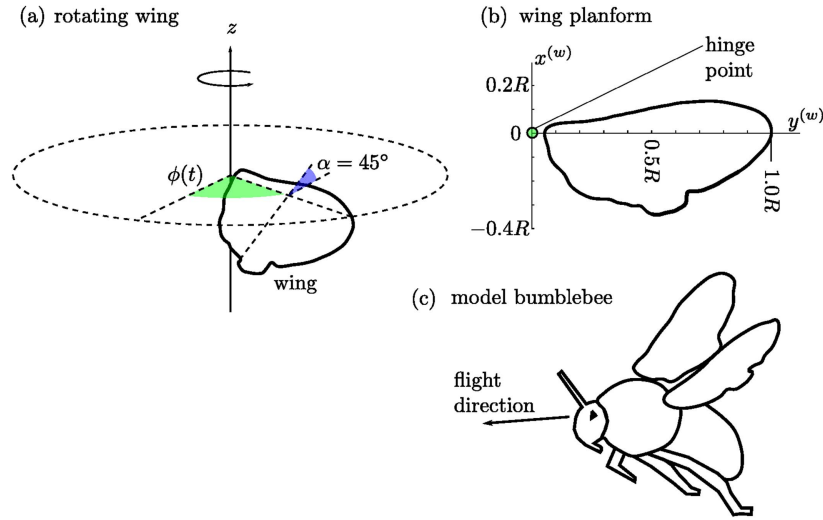 (a) rotating wing
z
ϕ(t)
α = 45°
wing
(b) wing planform
hinge
point
x^(w)
0.2R
0
−0.4R
y^(w)
0.5R
1.0R
(c) model bumblebee
flight
direction